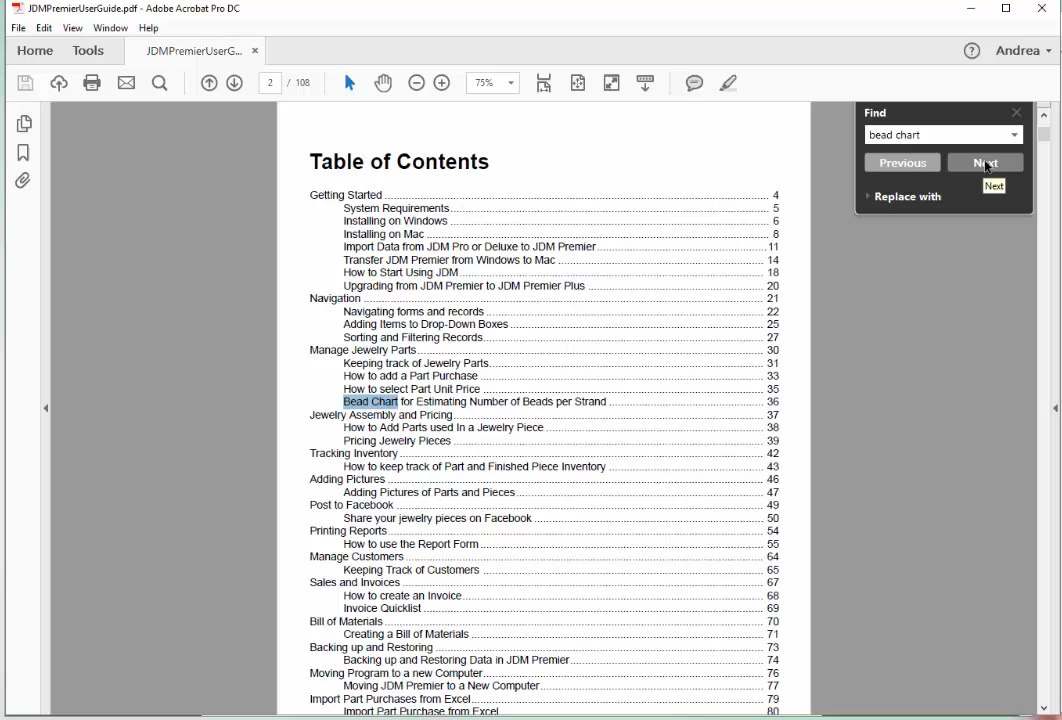 JDMPremierUserGuide.pdf - Adobe Acrobat Pro DC
File Edit View Window Help
Home Tools JDMPremierUserG... × Andrea
2 / 108 75%
Find
bead chart
Previous Next
Next
Replace with
Table of Contents
Getting Started 4
System Requirements 5
Installing on Windows 6
Installing on Mac 8
Import Data from JDM Pro or Deluxe to JDM Premier 11
Transfer JDM Premier from Windows to Mac 14
How to Start Using JDM 18
Upgrading from JDM Premier to JDM Premier Plus 20
Navigation 21
Navigating forms and records 22
Adding Items to Drop-Down Boxes 25
Sorting and Filtering Records 27
Manage Jewelry Parts 30
Keeping track of Jewelry Parts 31
How to add a Part Purchase 33
How to select Part Unit Price 35
Bead Chart for Estimating Number of Beads per Strand 36
Jewelry Assembly and Pricing 37
How to Add Parts used In a Jewelry Piece 38
Pricing Jewelry Pieces 39
Tracking Inventory 42
How to keep track of Part and Finished Piece Inventory 43
Adding Pictures 46
Adding Pictures of Parts and Pieces 47
Post to Facebook 49
Share your jewelry pieces on Facebook 50
Printing Reports 54
How to use the Report Form 55
Manage Customers 64
Keeping Track of Customers 65
Sales and Invoices 67
How to create an Invoice 68
Invoice Quicklist 69
Bill of Materials 70
Creating a Bill of Materials 71
Backing up and Restoring 73
Backing up and Restoring Data in JDM Premier 74
Moving Program to a new Computer 76
Moving JDM Premier to a New Computer 77
Import Part Purchases from Excel 79
Import Part Purchase from Excel 80